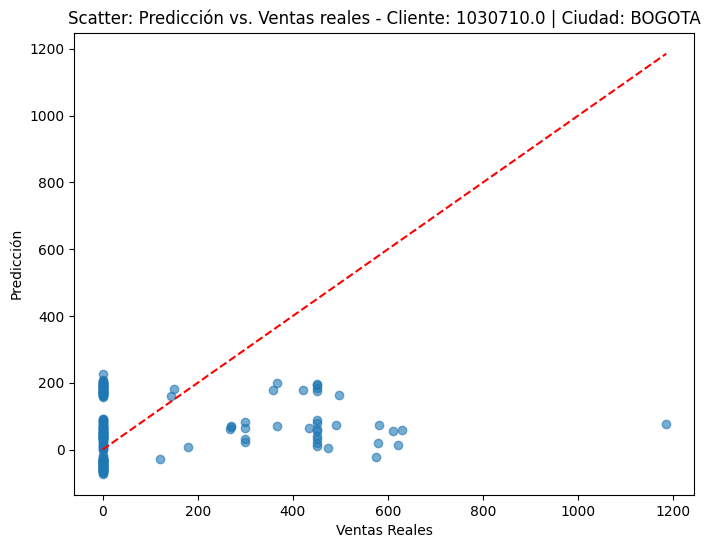 Scatter: Predicción vs. Ventas reales - Cliente: 1030710.0 | Ciudad: BOGOTA
1200
1000
800
600
400
200
0
Predicción
0 200 400 600 800 1000 1200
Ventas Reales